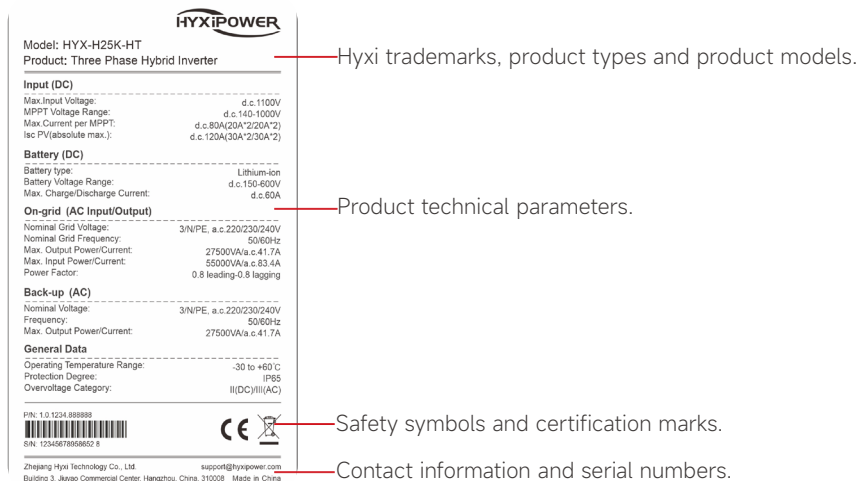 HYXiPOWER
Model: HYX-H25K-HT
Product: Three Phase Hybrid Inverter
Hyxi trademarks, product types and product models.
Input (DC)
Max.Input Voltage: d.c.1100V
MPPT Voltage Range: d.c.140-1000V
Max.Current per MPPT: d.c.80A(20A*2/20A*2)
Isc PV(absolute max.): d.c.120A(30A*2/30A*2)
Battery (DC)
Battery type: Lithium-ion
Battery Voltage Range: d.c.150-600V
Max. Charge/Discharge Current: d.c.60A
Product technical parameters.
On-grid (AC Input/Output)
Nominal Grid Voltage: 3/N/PE, a.c.220/230/240V
Nominal Grid Frequency: 50/60Hz
Max. Output Power/Current: 27500VA/a.c.41.7A
Max. Input Power/Current: 55000VA/a.c.83.4A
Power Factor: 0.8 leading-0.8 lagging
Back-up (AC)
Nominal Voltage: 3/N/PE, a.c.220/230/240V
Frequency: 50/60Hz
Max. Output Power/Current: 27500VA/a.c.41.7A
General Data
Operating Temperature Range: -30 to +60°C
Protection Degree: IP65
Overvoltage Category: II(DC)/III(AC)
P/N: 1.0.1234.888888
CE
Safety symbols and certification marks.
S/N: 12345678958652 8
Zhejiang Hyxi Technology Co., Ltd. support@hyxipower.com
Contact information and serial numbers.
Building 3, Jiuyao Commercial Center, Hangzhou, China, 310008 Made in China